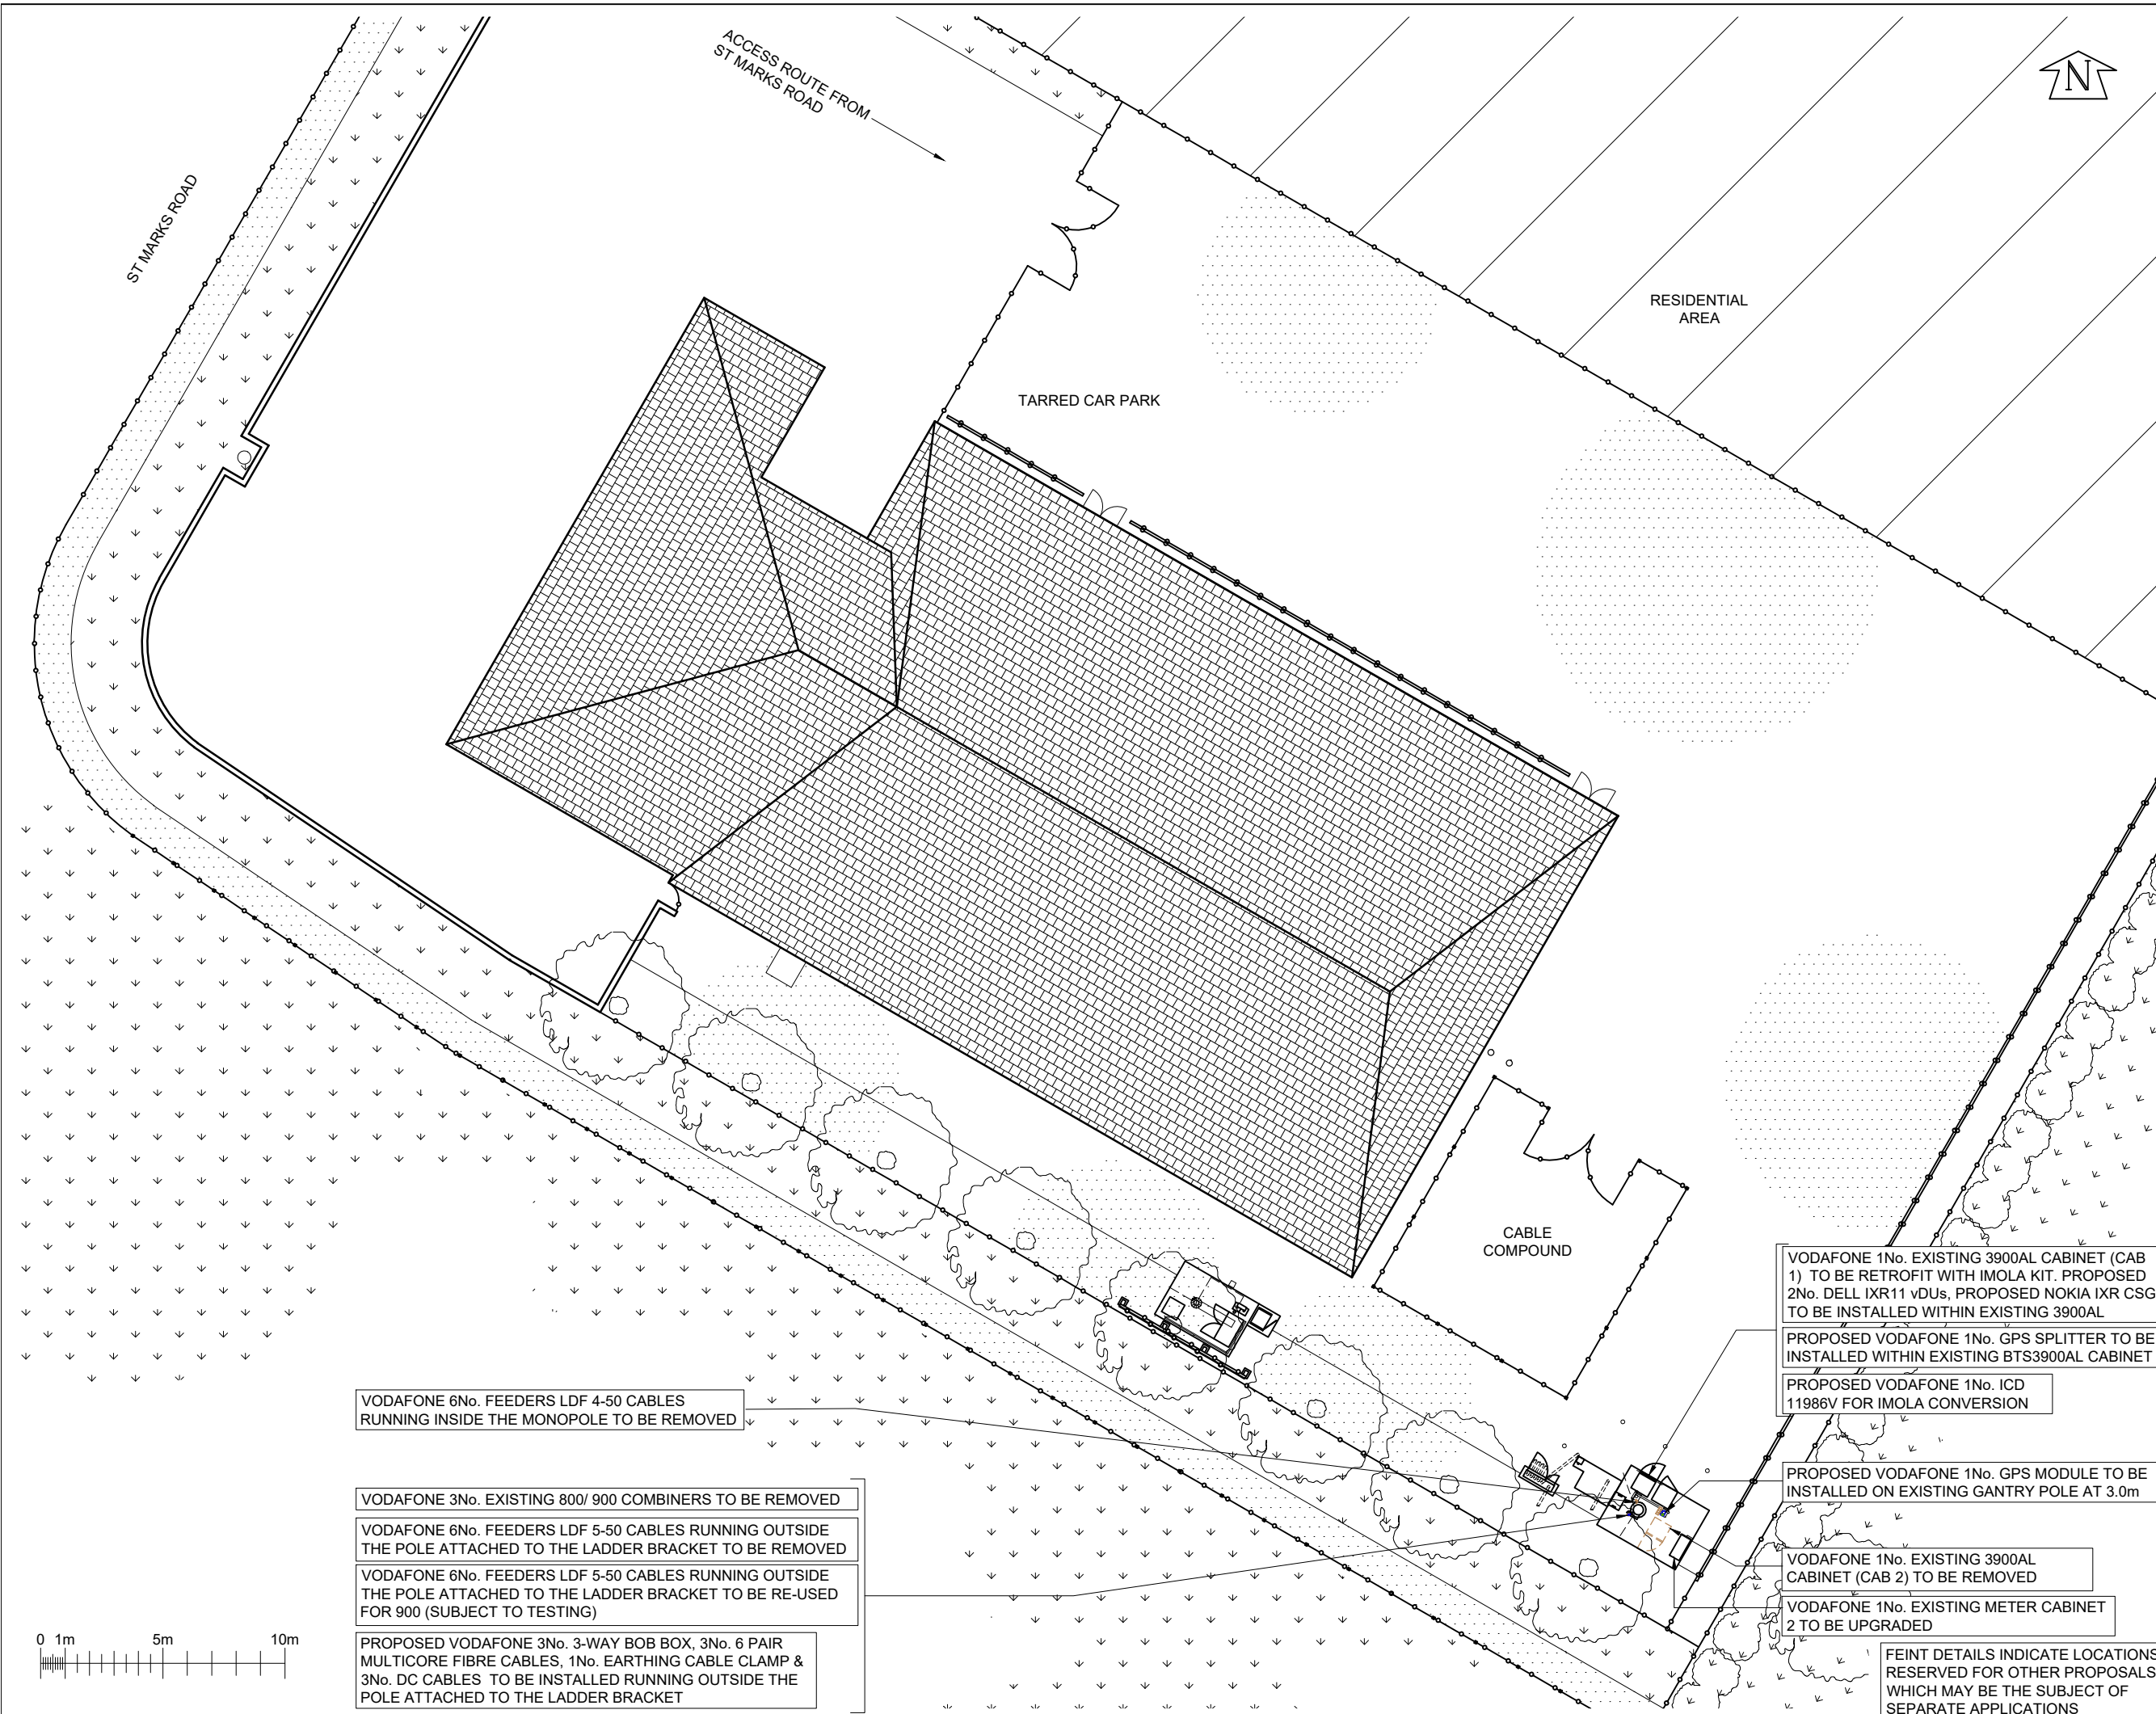 ACCESS ROUTE FROM
ST MARKS ROAD
N
ST MARKS ROAD
RESIDENTIAL
AREA
TARRED CAR PARK
CABLE
COMPOUND
VODAFONE 1No. EXISTING 3900AL CABINET (CAB
1) TO BE RETROFIT WITH IMOLA KIT. PROPOSED
2No. DELL IXR11 vDUs, PROPOSED NOKIA IXR CSG
TO BE INSTALLED WITHIN EXISTING 3900AL
PROPOSED VODAFONE 1No. GPS SPLITTER TO BE
INSTALLED WITHIN EXISTING BTS3900AL CABINET
PROPOSED VODAFONE 1No. ICD
11986V FOR IMOLA CONVERSION
VODAFONE 6No. FEEDERS LDF 4-50 CABLES
RUNNING INSIDE THE MONOPOLE TO BE REMOVED
PROPOSED VODAFONE 1No. GPS MODULE TO BE
INSTALLED ON EXISTING GANTRY POLE AT 3.0m
VODAFONE 3No. EXISTING 800/ 900 COMBINERS TO BE REMOVED
VODAFONE 6No. FEEDERS LDF 5-50 CABLES RUNNING OUTSIDE
THE POLE ATTACHED TO THE LADDER BRACKET TO BE REMOVED
VODAFONE 6No. FEEDERS LDF 5-50 CABLES RUNNING OUTSIDE
THE POLE ATTACHED TO THE LADDER BRACKET TO BE RE-USED
FOR 900 (SUBJECT TO TESTING)
VODAFONE 1No. EXISTING 3900AL
CABINET (CAB 2) TO BE REMOVED
VODAFONE 1No. EXISTING METER CABINET
2 TO BE UPGRADED
0 1m 5m 10m
PROPOSED VODAFONE 3No. 3-WAY BOB BOX, 3No. 6 PAIR
MULTICORE FIBRE CABLES, 1No. EARTHING CABLE CLAMP &
3No. DC CABLES TO BE INSTALLED RUNNING OUTSIDE THE
POLE ATTACHED TO THE LADDER BRACKET
FEINT DETAILS INDICATE LOCATIONS
RESERVED FOR OTHER PROPOSALS
WHICH MAY BE THE SUBJECT OF
SEPARATE APPLICATIONS